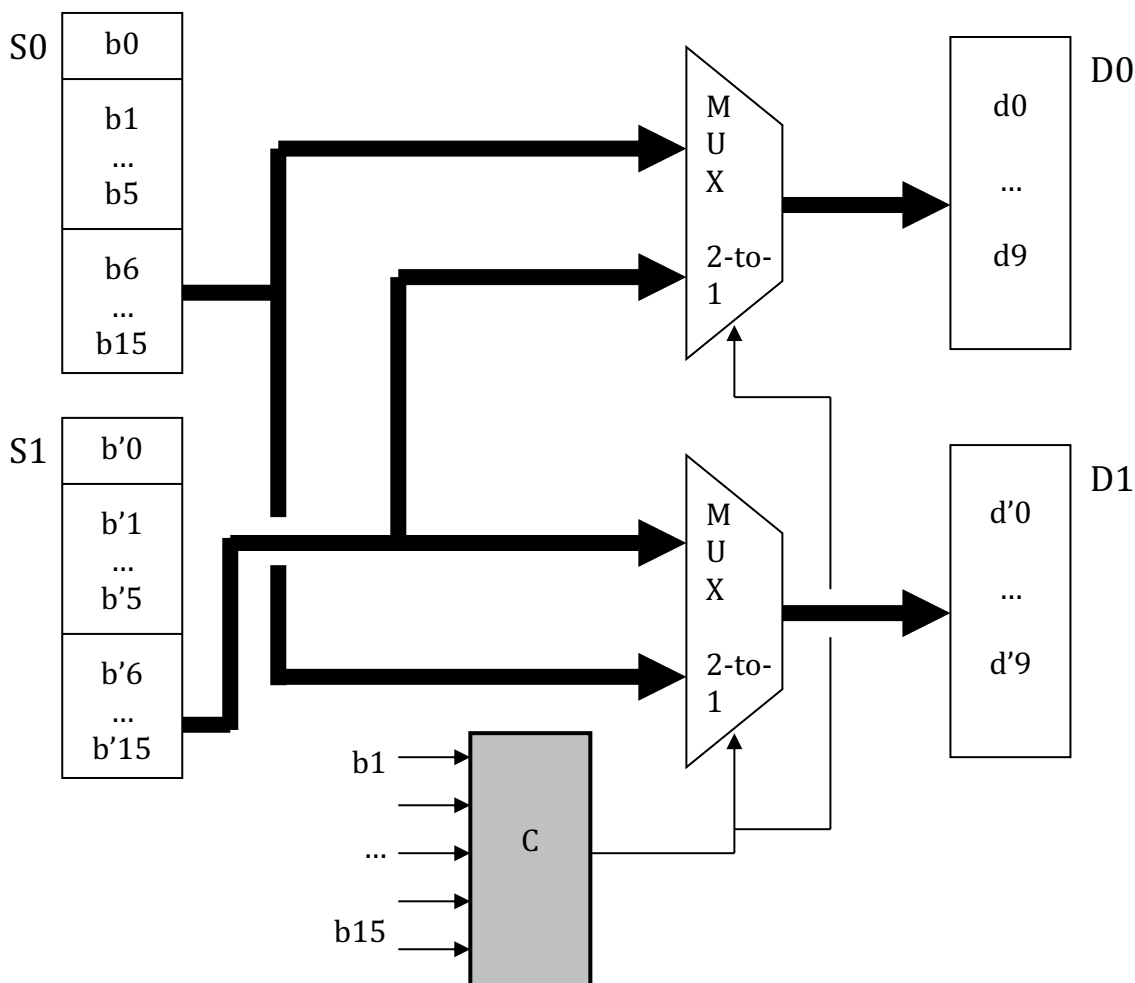 S0
b0
b1
...
b5
b6
...
b15
S1
b'0
b'1
...
b'5
b'6
...
b'15
M
U
X
2-to-
1
d0
...
d9
D0
M
U
X
2-to-
1
d'0
...
d'9
D1
b1
...
b15
C